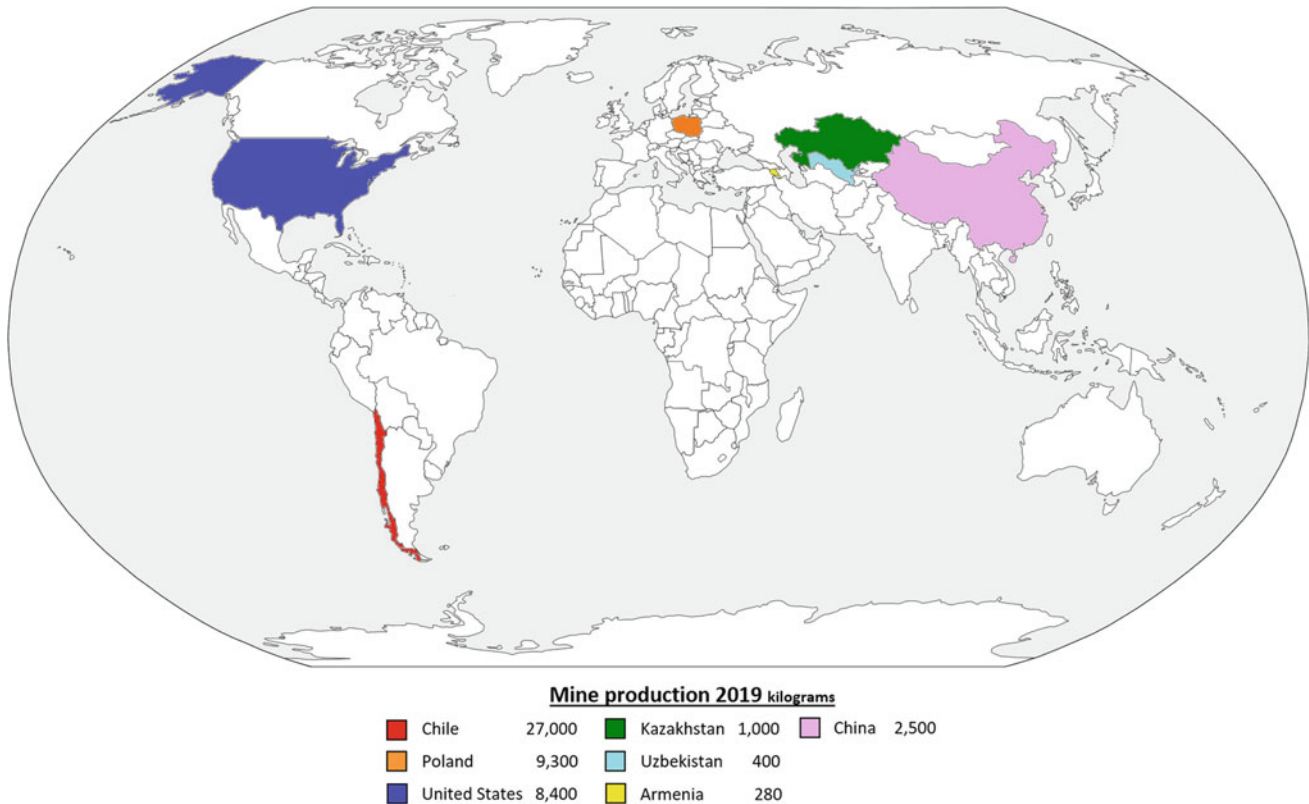 Mine production 2019 kilograms
Chile 27,000 Kazakhstan 1,000 China 2,500
Poland 9,300 Uzbekistan 400
United States 8,400 Armenia 280